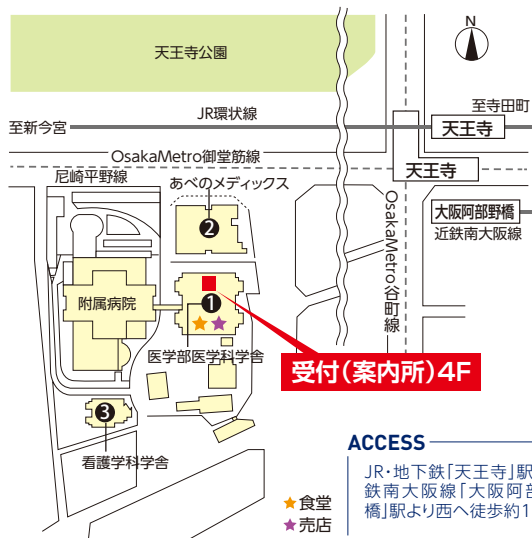 天王寺公園
N
至寺田町
JR環状線
至新今宮
天王寺
OsakaMetro御堂筋線
天王寺
尼崎平野線
あべのメディックス
大阪阿部野橋
近鉄南大阪線
OsakaMetro谷町線
2
附属病院
1
医学部医学科学舎
受付(案内所)4F
3
看護学科学舎
ACCESS
JR・地下鉄「天王寺」駅
鉄南大阪線「大阪阿部
橋」駅より西へ徒歩約1
★食堂
★売店